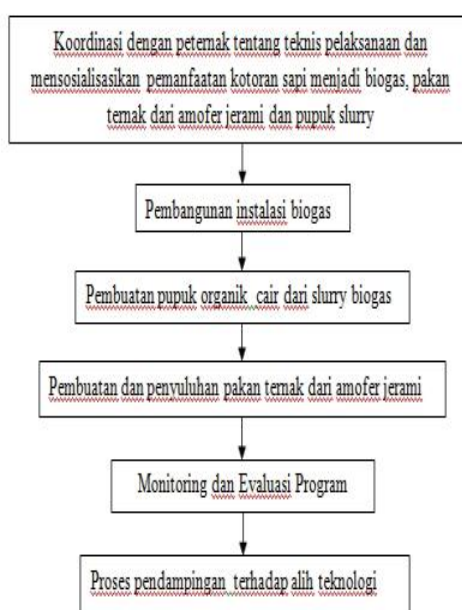 Koordinasi dengan peternak tentang teknis pelaksanaan dan
mensosialisasikan pemanfaatan kotoran sapi menjadi biogas, pakan
ternak dari amofer jerami dan pupuk slurry
Pembangunan instalasi biogas
Pembuatan pupuk organik cair dari slurry biogas
Pembuatan dan penyuluhan pakan ternak dari amofer jerami
Monitoring dan Evaluasi Program
Proses pendampingan terhadap alih teknologi